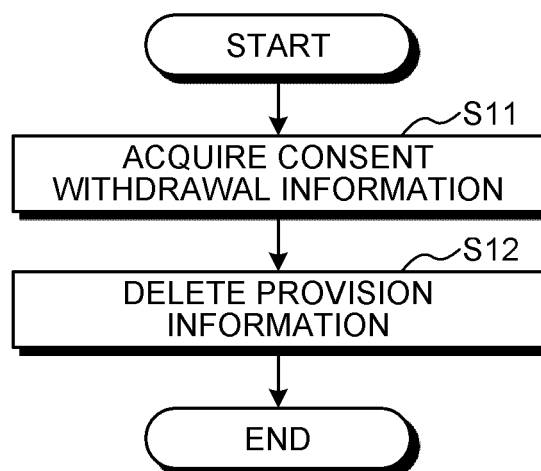 START
S11
ACQUIRE CONSENT
WITHDRAWAL INFORMATION
S12
DELETE PROVISION
INFORMATION
END